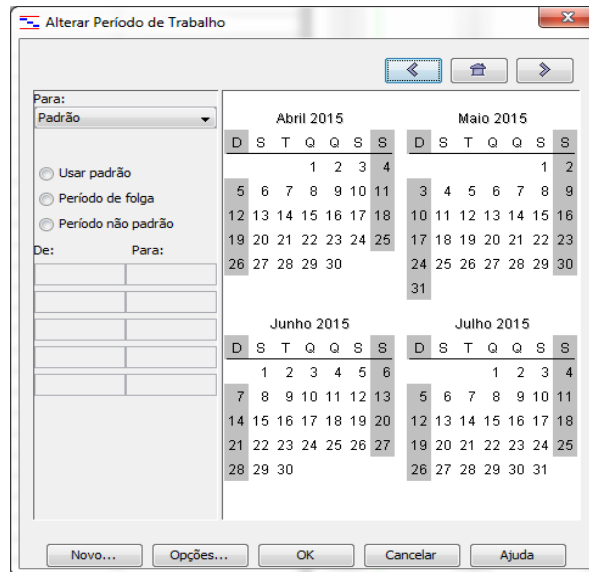 Alterar Período de Trabalho
Para:
Padrão
Usar padrão
Período de folga
Período não padrão
De: Para:
Abril 2015
D S T Q Q S S
1 2 3 4
5 6 7 8 9 10 11
12 13 14 15 16 17 18
19 20 21 22 23 24 25
26 27 28 29 30
Maio 2015
D S T Q Q S S
1 2
3 4 5 6 7 8 9
10 11 12 13 14 15 16
17 18 19 20 21 22 23
24 25 26 27 28 29 30
31
Junho 2015
D S T Q Q S S
1 2 3 4 5 6
7 8 9 10 11 12 13
14 15 16 17 18 19 20
21 22 23 24 25 26 27
28 29 30
Julho 2015
D S T Q Q S S
1 2 3 4
5 6 7 8 9 10 11
12 13 14 15 16 17 18
19 20 21 22 23 24 25
26 27 28 29 30 31
Novo... Opções... OK Cancelar Ajuda